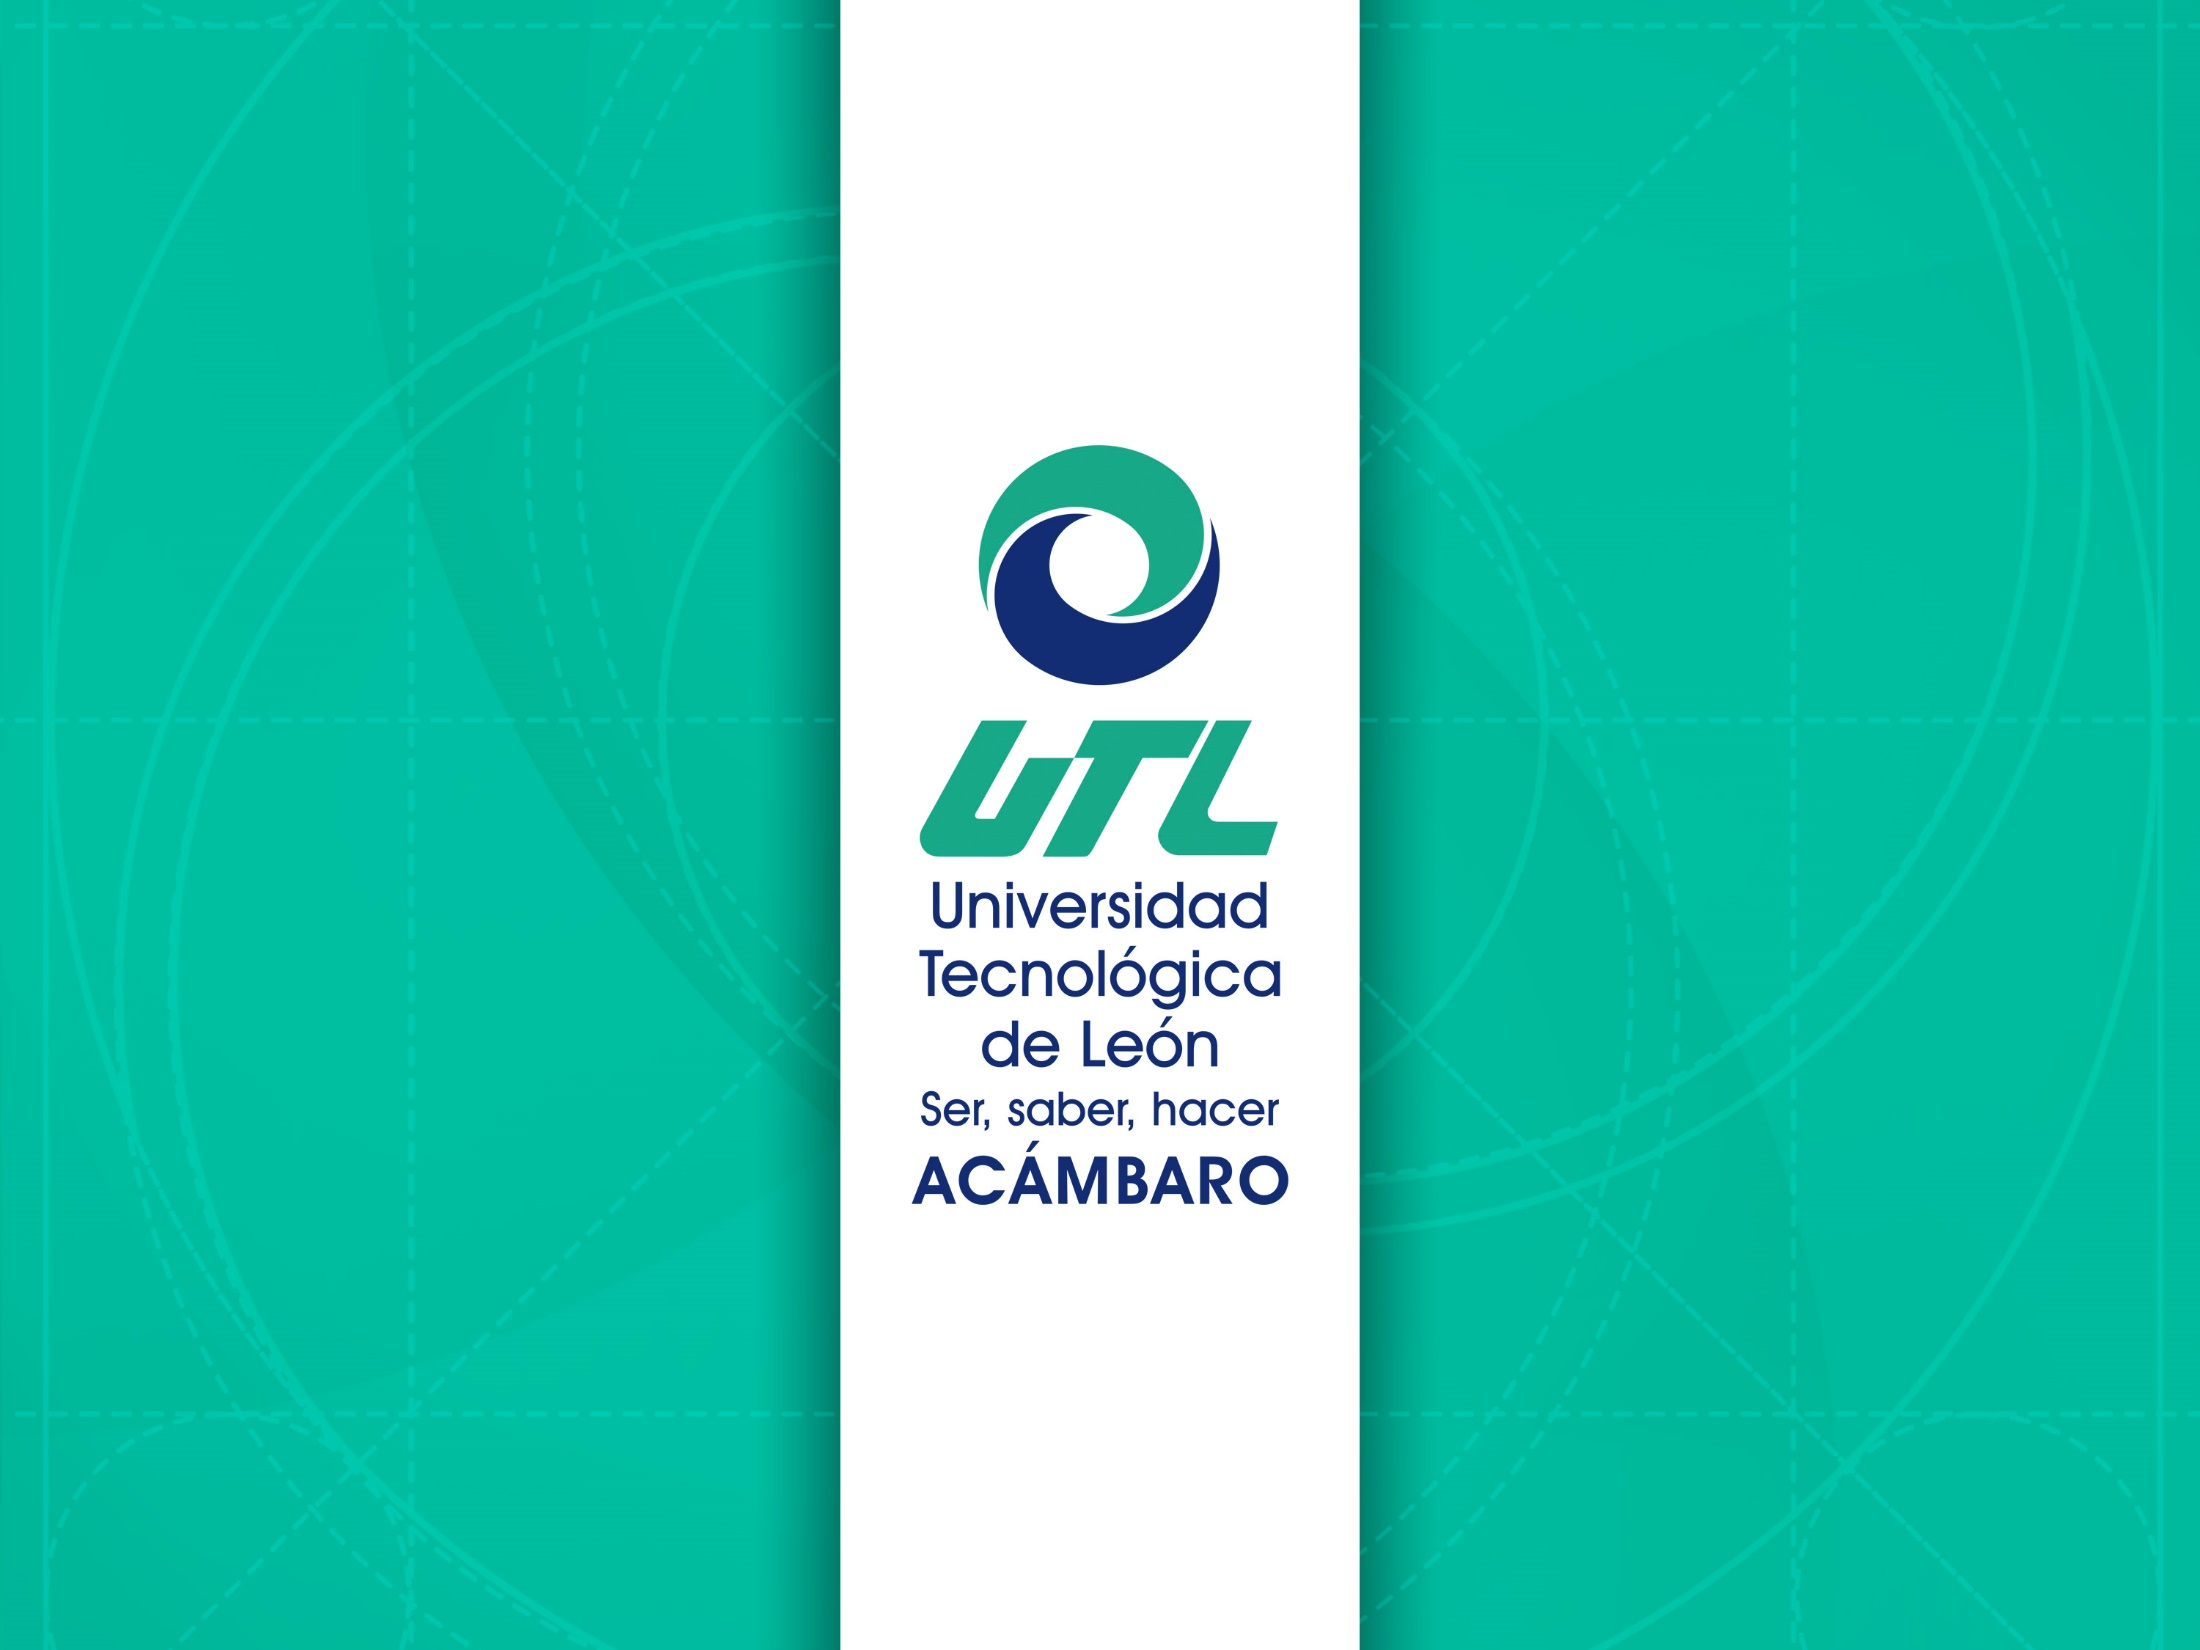 UTL
Universidad
Tecnológica
de León
Ser, saber, hacer
ACÁMBARO